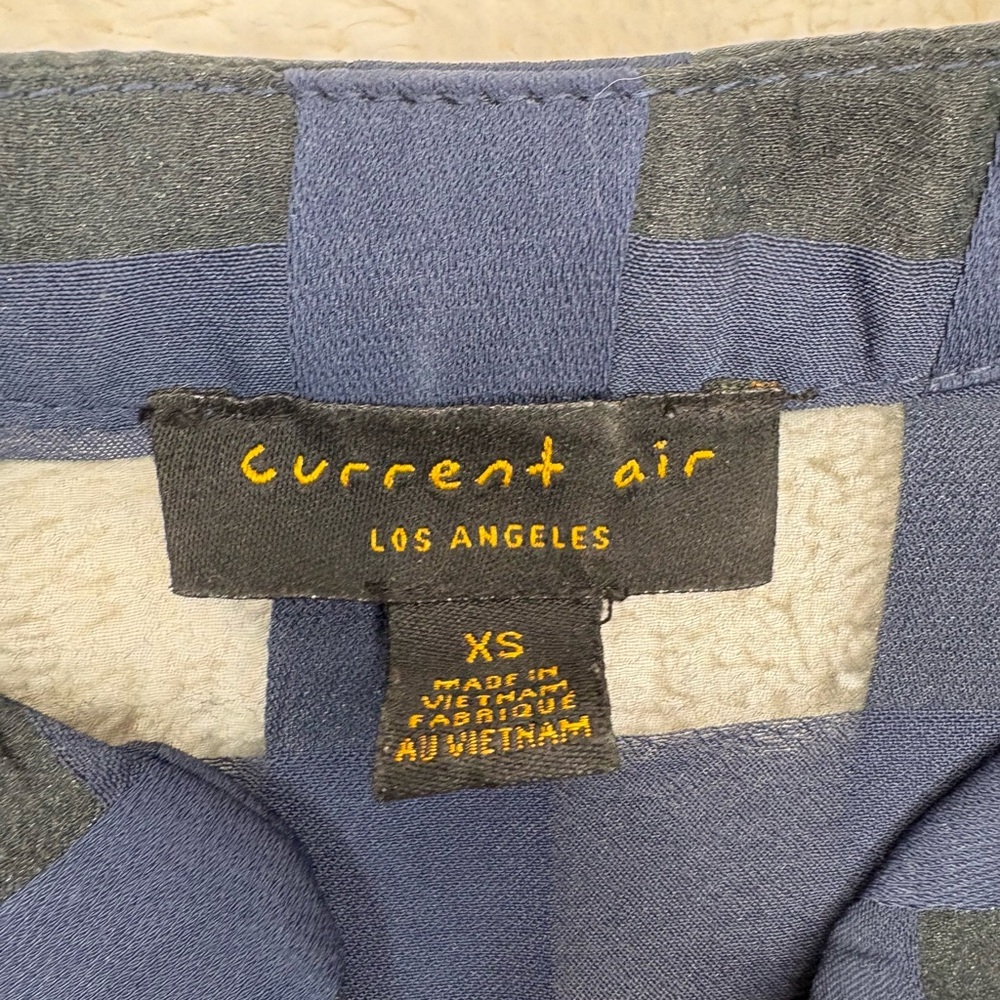 current air
LOS ANGELES
XS
MADE IN
VIETNAM
FABRIQUÉ
AU VIETNAM